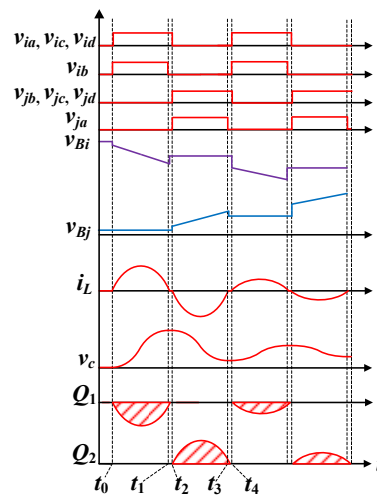 v_ia, v_ic, v_id
v_ib
v_jb, v_jc, v_jd
v_ja
v_Bi
v_Bj
i_L
v_c
Q_1
Q_2
t_0 t_1 t_2 t_3 t_4